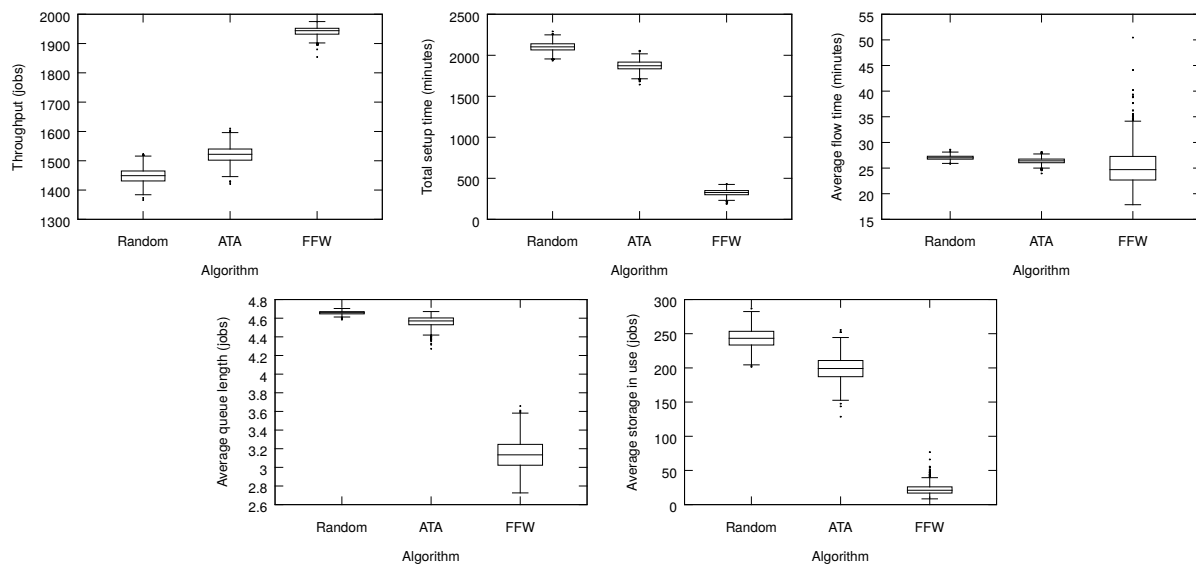 Throughput (jobs)
2000
1900
1800
1700
1600
1500
1400
1300
Random ATA FFW
Algorithm
Total setup time (minutes)
2500
2000
1500
1000
500
0
Random ATA FFW
Algorithm
Average flow time (minutes)
55
50
45
40
35
30
25
20
15
Random ATA FFW
Algorithm
Average queue length (jobs)
4.8
4.6
4.4
4.2
4
3.8
3.6
3.4
3.2
3
2.8
2.6
Random ATA FFW
Algorithm
Average storage in use (jobs)
300
250
200
150
100
50
0
Random ATA FFW
Algorithm